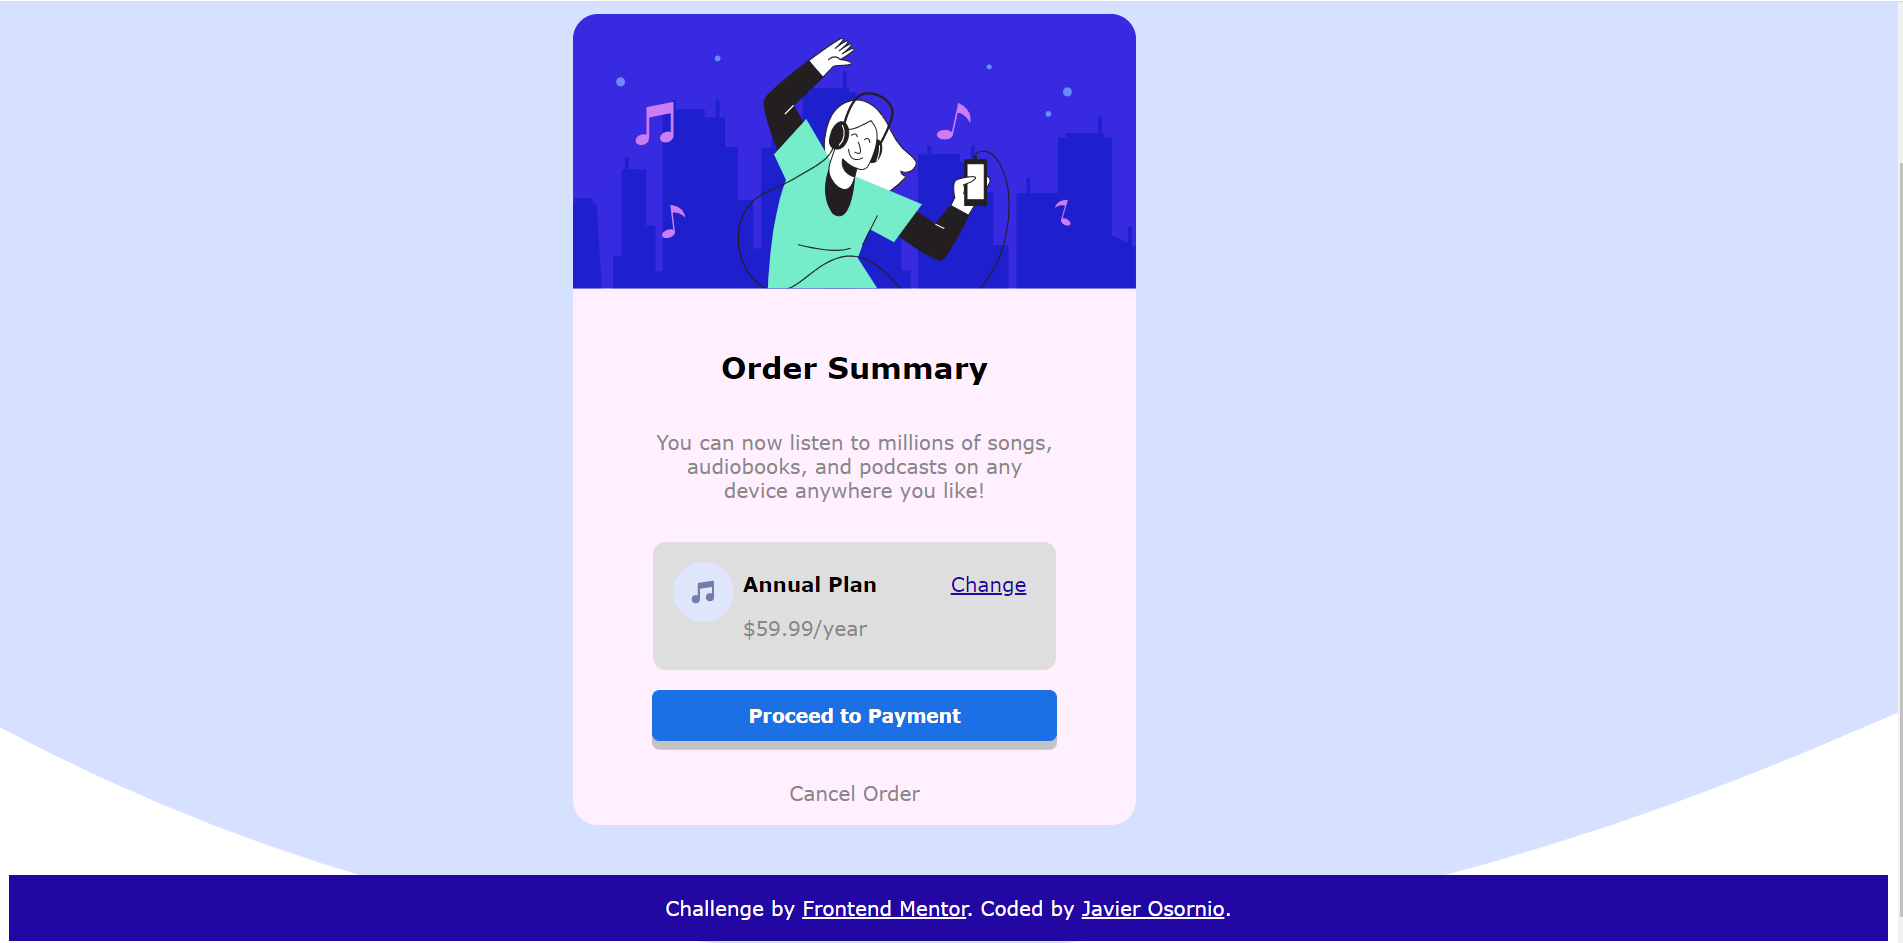 Order Summary
You can now listen to millions of songs,
audiobooks, and podcasts on any
device anywhere you like!
Annual Plan
Change
$59.99/year
Proceed to Payment
Cancel Order
Challenge by Frontend Mentor. Coded by Javier Osornio.